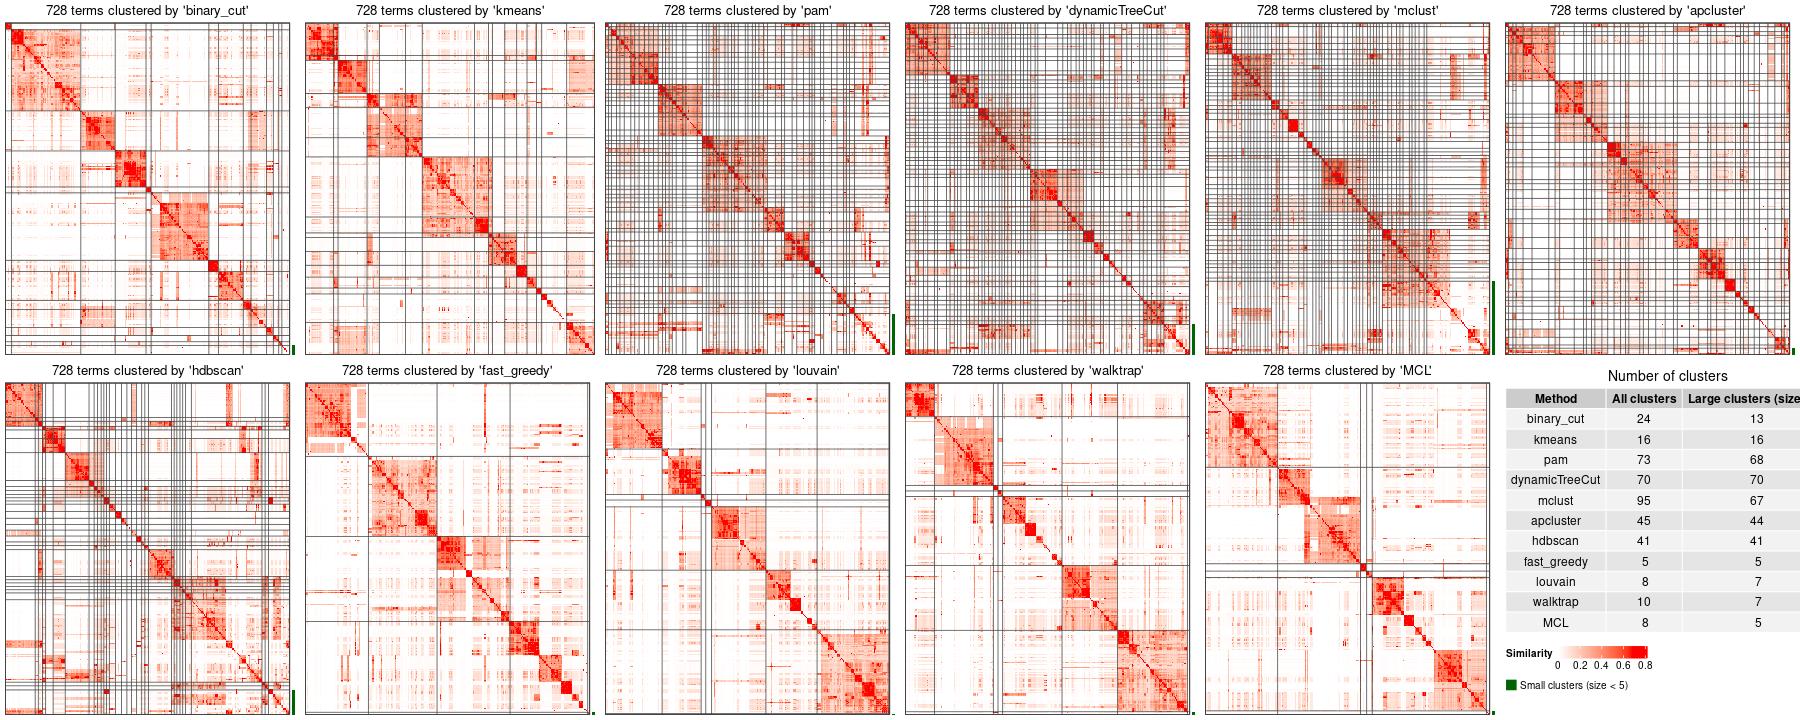 728 terms clustered by 'binary_cut'
728 terms clustered by 'kmeans'
728 terms clustered by 'pam'
728 terms clustered by 'dynamicTreeCut'
728 terms clustered by 'mclust'
728 terms clustered by 'apcluster'
728 terms clustered by 'hdbscan'
728 terms clustered by 'fast_greedy'
728 terms clustered by 'louvain'
728 terms clustered by 'walktrap'
728 terms clustered by 'MCL'
Number of clusters
Method All clusters Large clusters (size
binary_cut 24 13
kmeans 16 16
pam 73 68
dynamicTreeCut 70 70
mclust 95 67
apcluster 45 44
hdbscan 41 41
fast_greedy 5 5
louvain 8 7
walktrap 10 7
MCL 8 5
Similarity
0 0.2 0.4 0.6 0.8
Small clusters (size < 5)